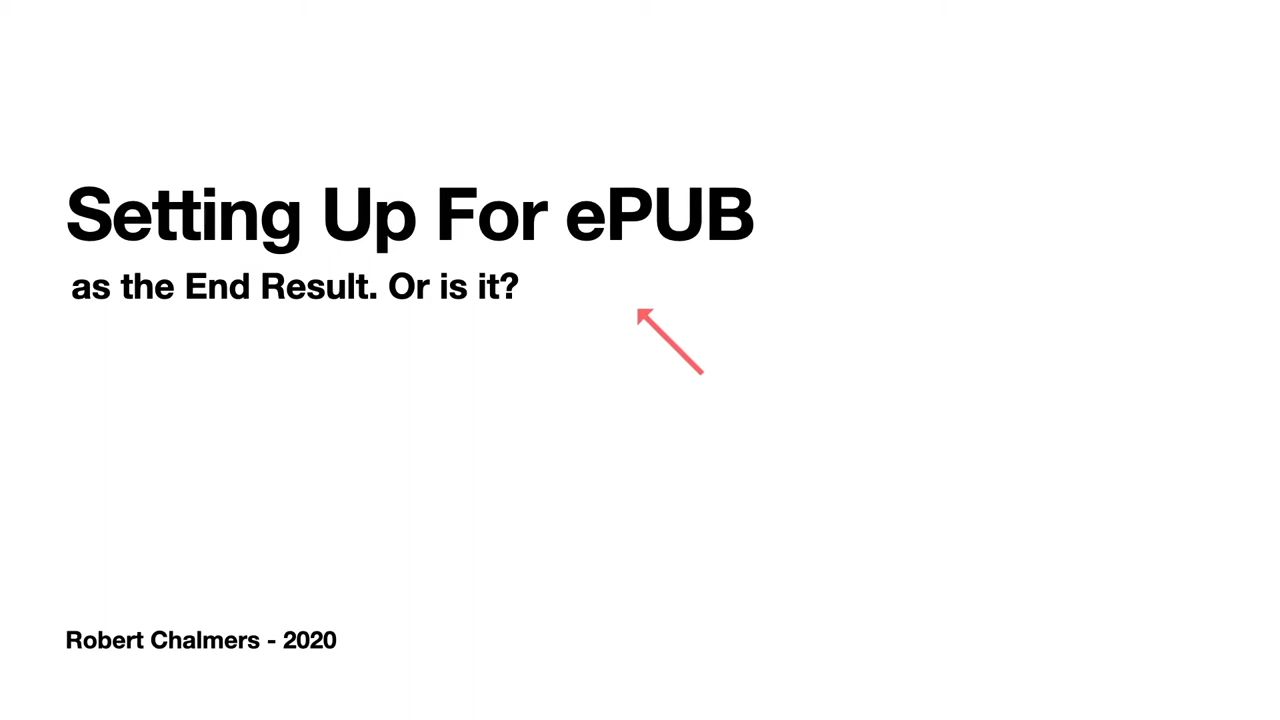 Setting Up For ePUB
as the End Result. Or is it?
Robert Chalmers - 2020